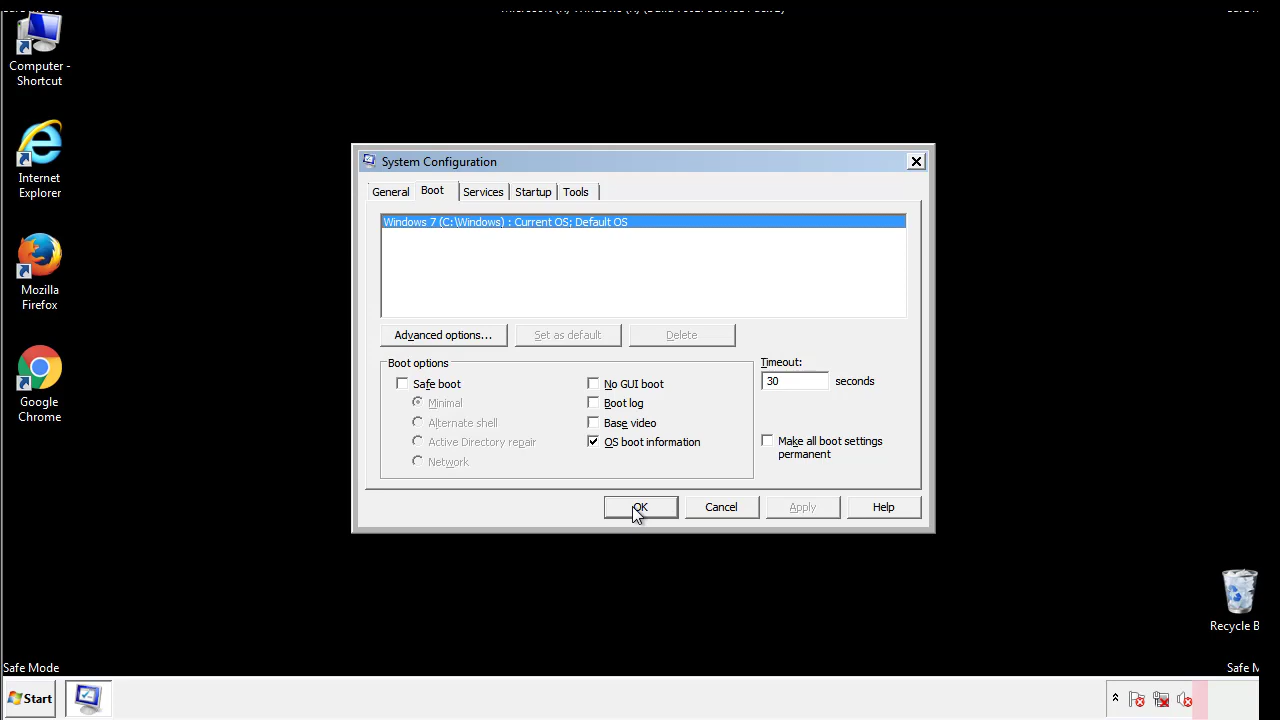 Computer -
Shortcut
Internet
Explorer
Mozilla
Firefox
Google
Chrome
System Configuration
General Boot Services Startup Tools
Windows 7 (C:\Windows) : Current OS; Default OS
Advanced options... Set as default Delete
Boot options
Safe boot
Minimal
Alternate shell
Active Directory repair
Network
No GUI boot
Boot log
Base video
OS boot information
Timeout:
30 seconds
Make all boot settings
permanent
OK Cancel Apply Help
Recycle B
Safe Mode
Safe M
Start